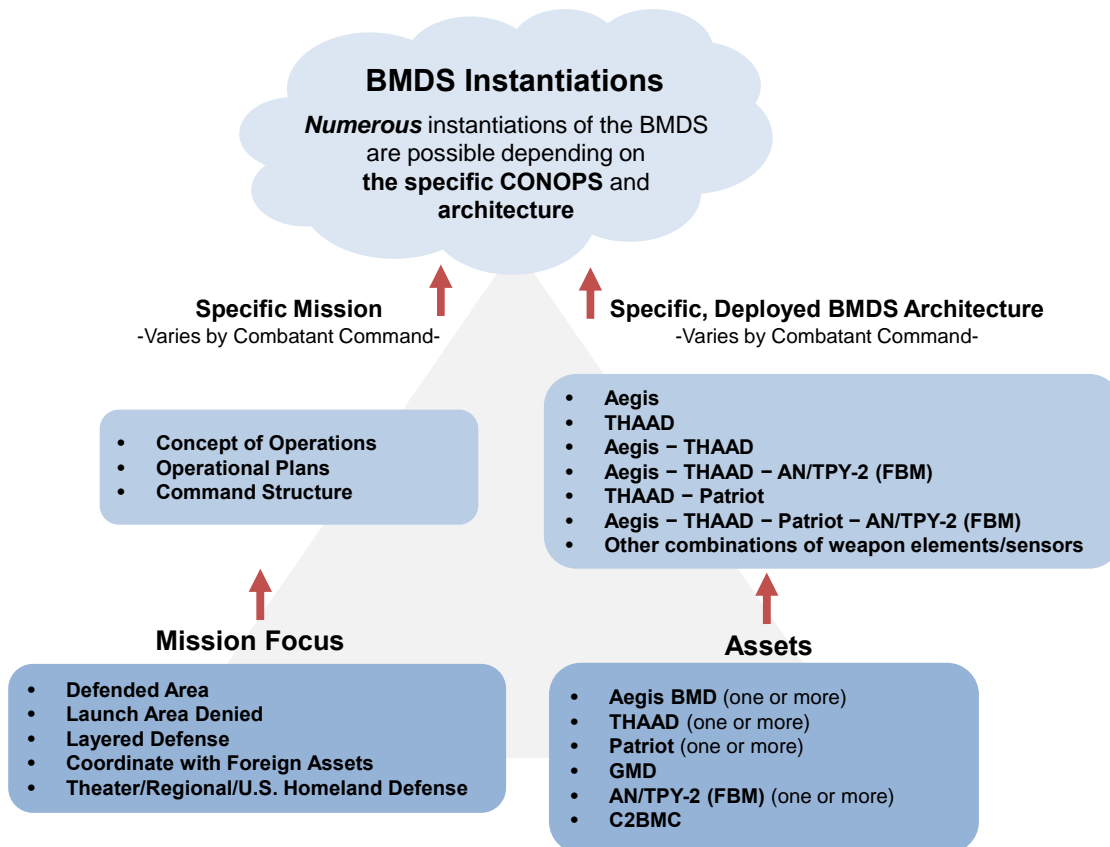 BMDS Instantiations
Numerous instantiations of the BMDS
are possible depending on
the specific CONOPS and
architecture
Specific Mission
-Varies by Combatant Command-
Specific, Deployed BMDS Architecture
-Varies by Combatant Command-
• Concept of Operations
• Operational Plans
• Command Structure
• Aegis
• THAAD
• Aegis − THAAD
• Aegis − THAAD − AN/TPY-2 (FBM)
• THAAD − Patriot
• Aegis − THAAD − Patriot − AN/TPY-2 (FBM)
• Other combinations of weapon elements/sensors
Mission Focus
• Defended Area
• Launch Area Denied
• Layered Defense
• Coordinate with Foreign Assets
• Theater/Regional/U.S. Homeland Defense
Assets
• Aegis BMD (one or more)
• THAAD (one or more)
• Patriot (one or more)
• GMD
• AN/TPY-2 (FBM) (one or more)
• C2BMC